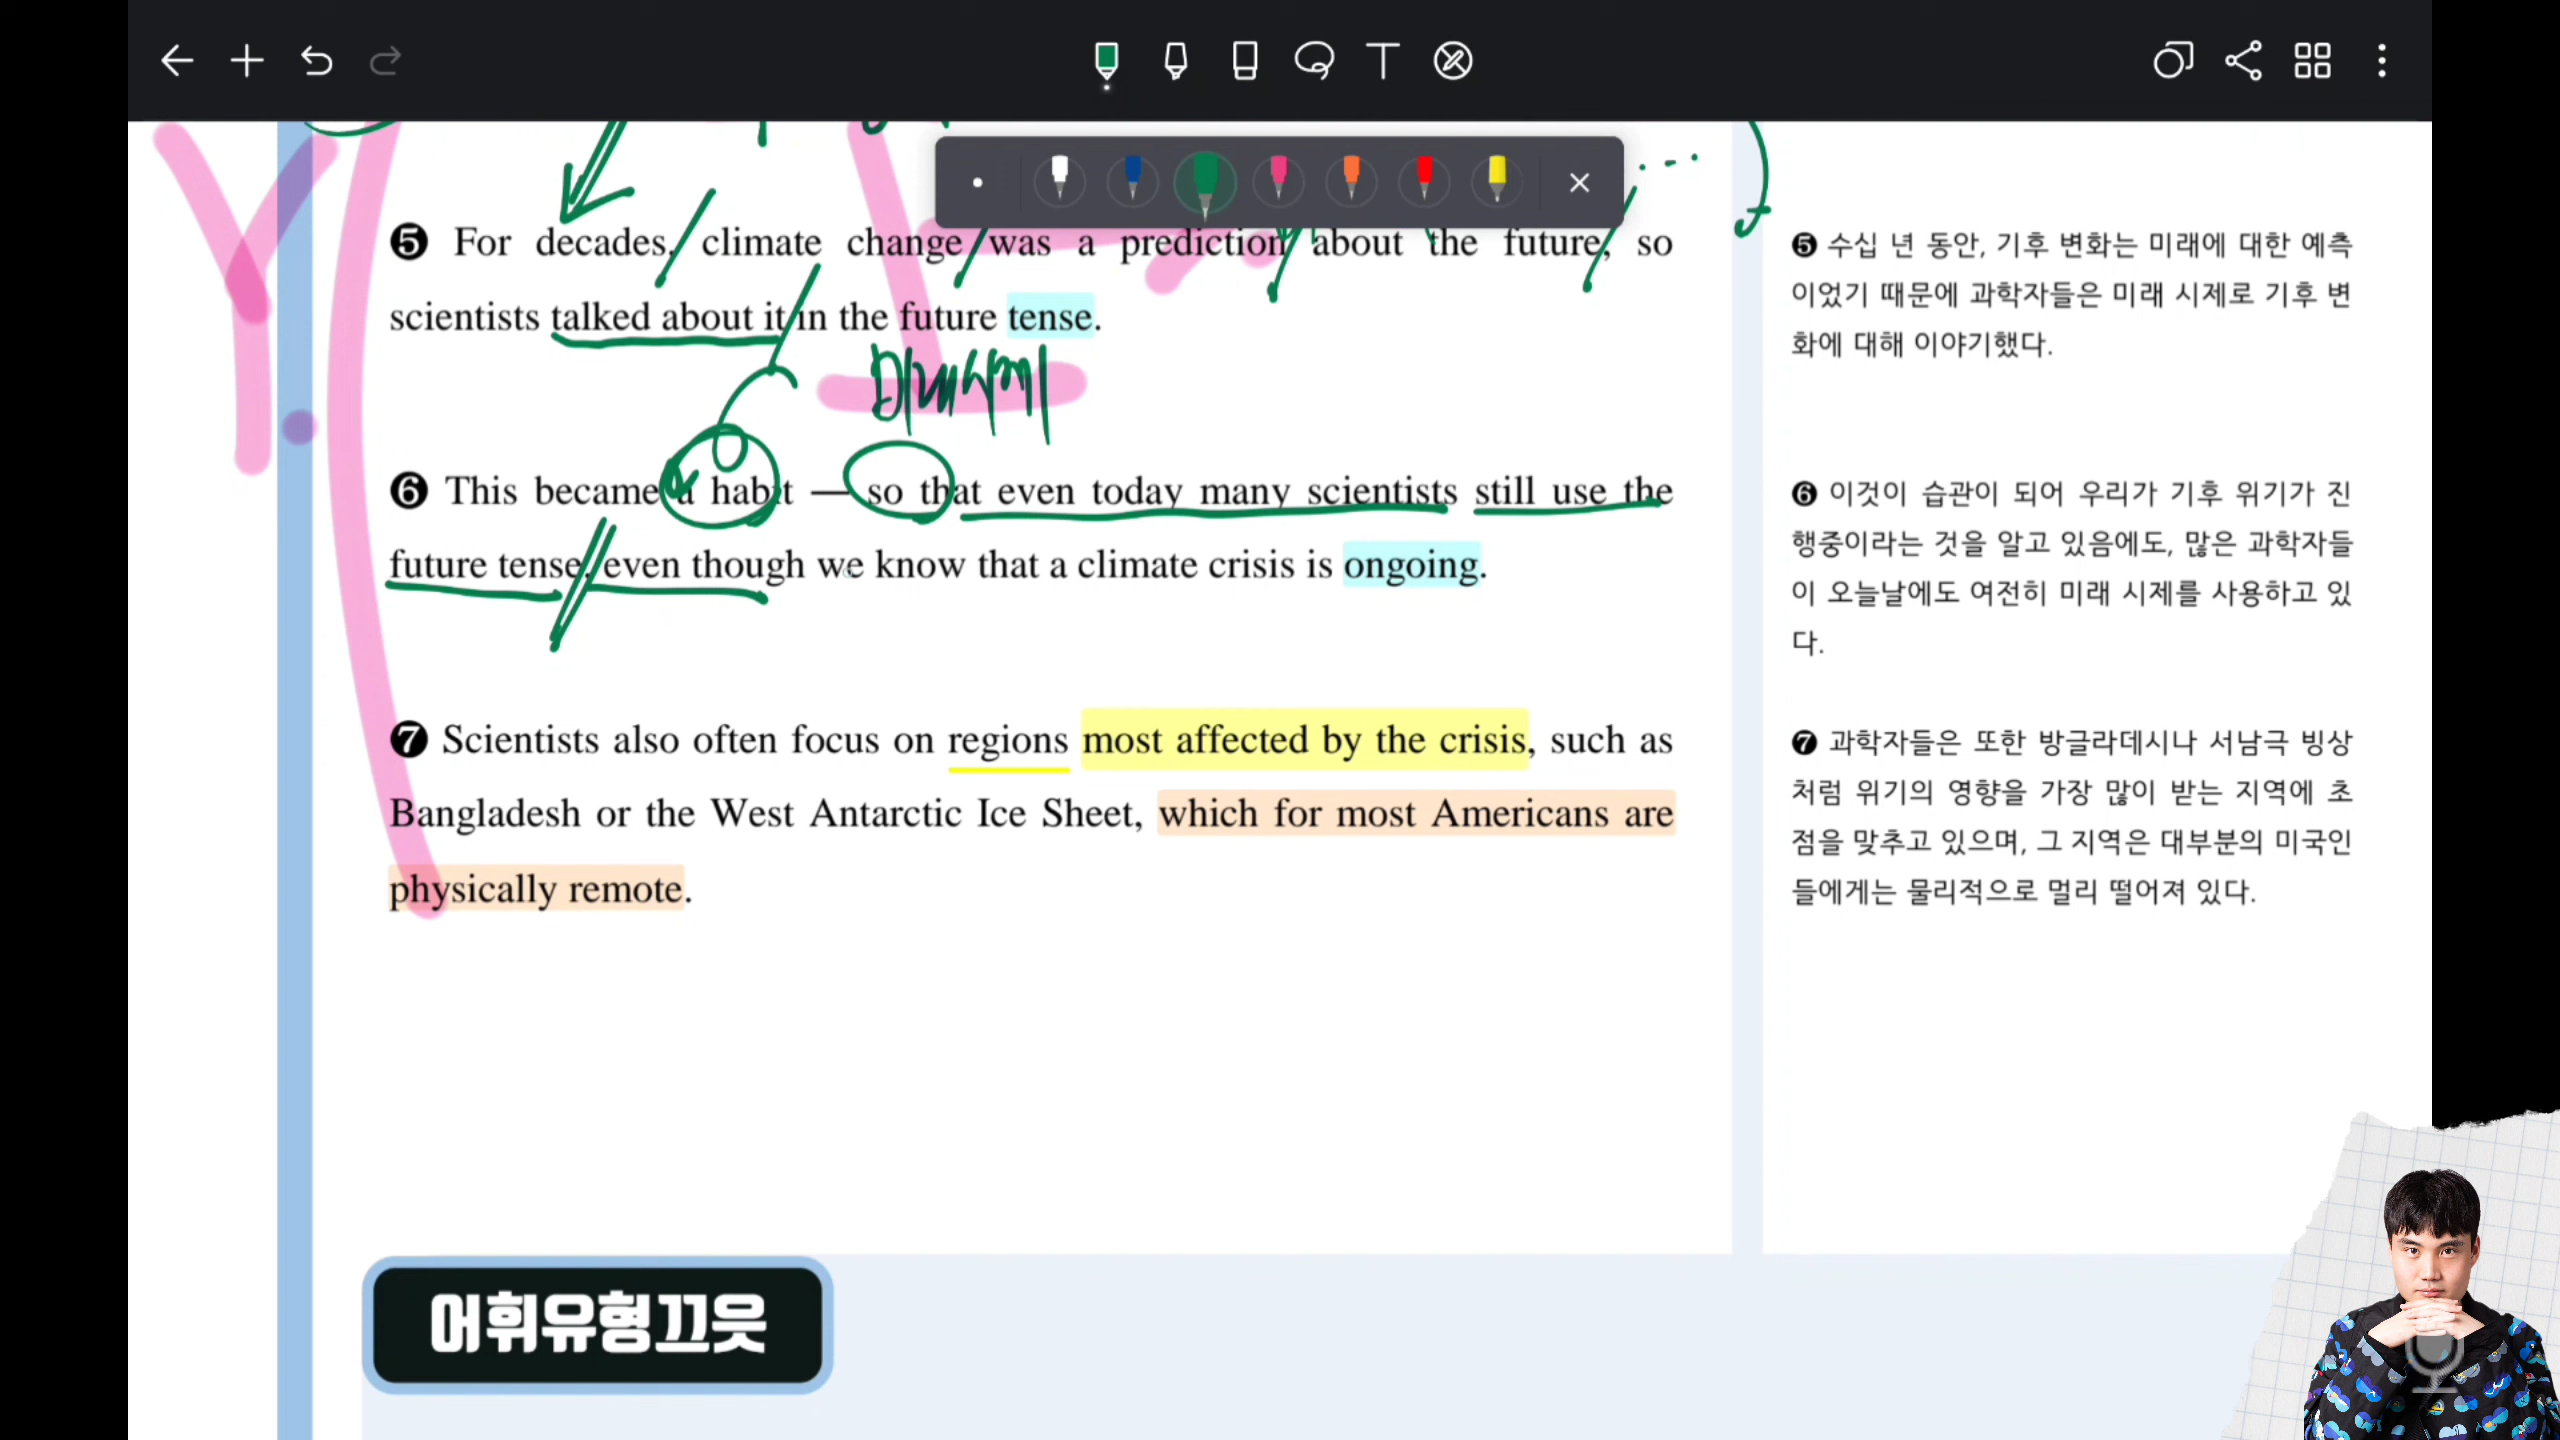 ❺ For decades, climate change was a prediction about the future, so
scientists talked about it in the future tense.
❻ This became a habit — so that even today many scientists still use the
future tense, even though we know that a climate crisis is ongoing.
❼ Scientists also often focus on regions most affected by the crisis, such as
Bangladesh or the West Antarctic Ice Sheet, which for most Americans are
physically remote.
❺ 수십 년 동안, 기후 변화는 미래에 대한 예측
이었기 때문에 과학자들은 미래 시제로 기후 변
화에 대해 이야기했다.
❻ 이것이 습관이 되어 우리가 기후 위기가 진
행중이라는 것을 알고 있음에도, 많은 과학자들
이 오늘날에도 여전히 미래 시제를 사용하고 있
다.
❼ 과학자들은 또한 방글라데시나 서남극 빙상
처럼 위기의 영향을 가장 많이 받는 지역에 초
점을 맞추고 있으며, 그 지역은 대부분의 미국인
들에게는 물리적으로 멀리 떨어져 있다.
어휘유형끄읏